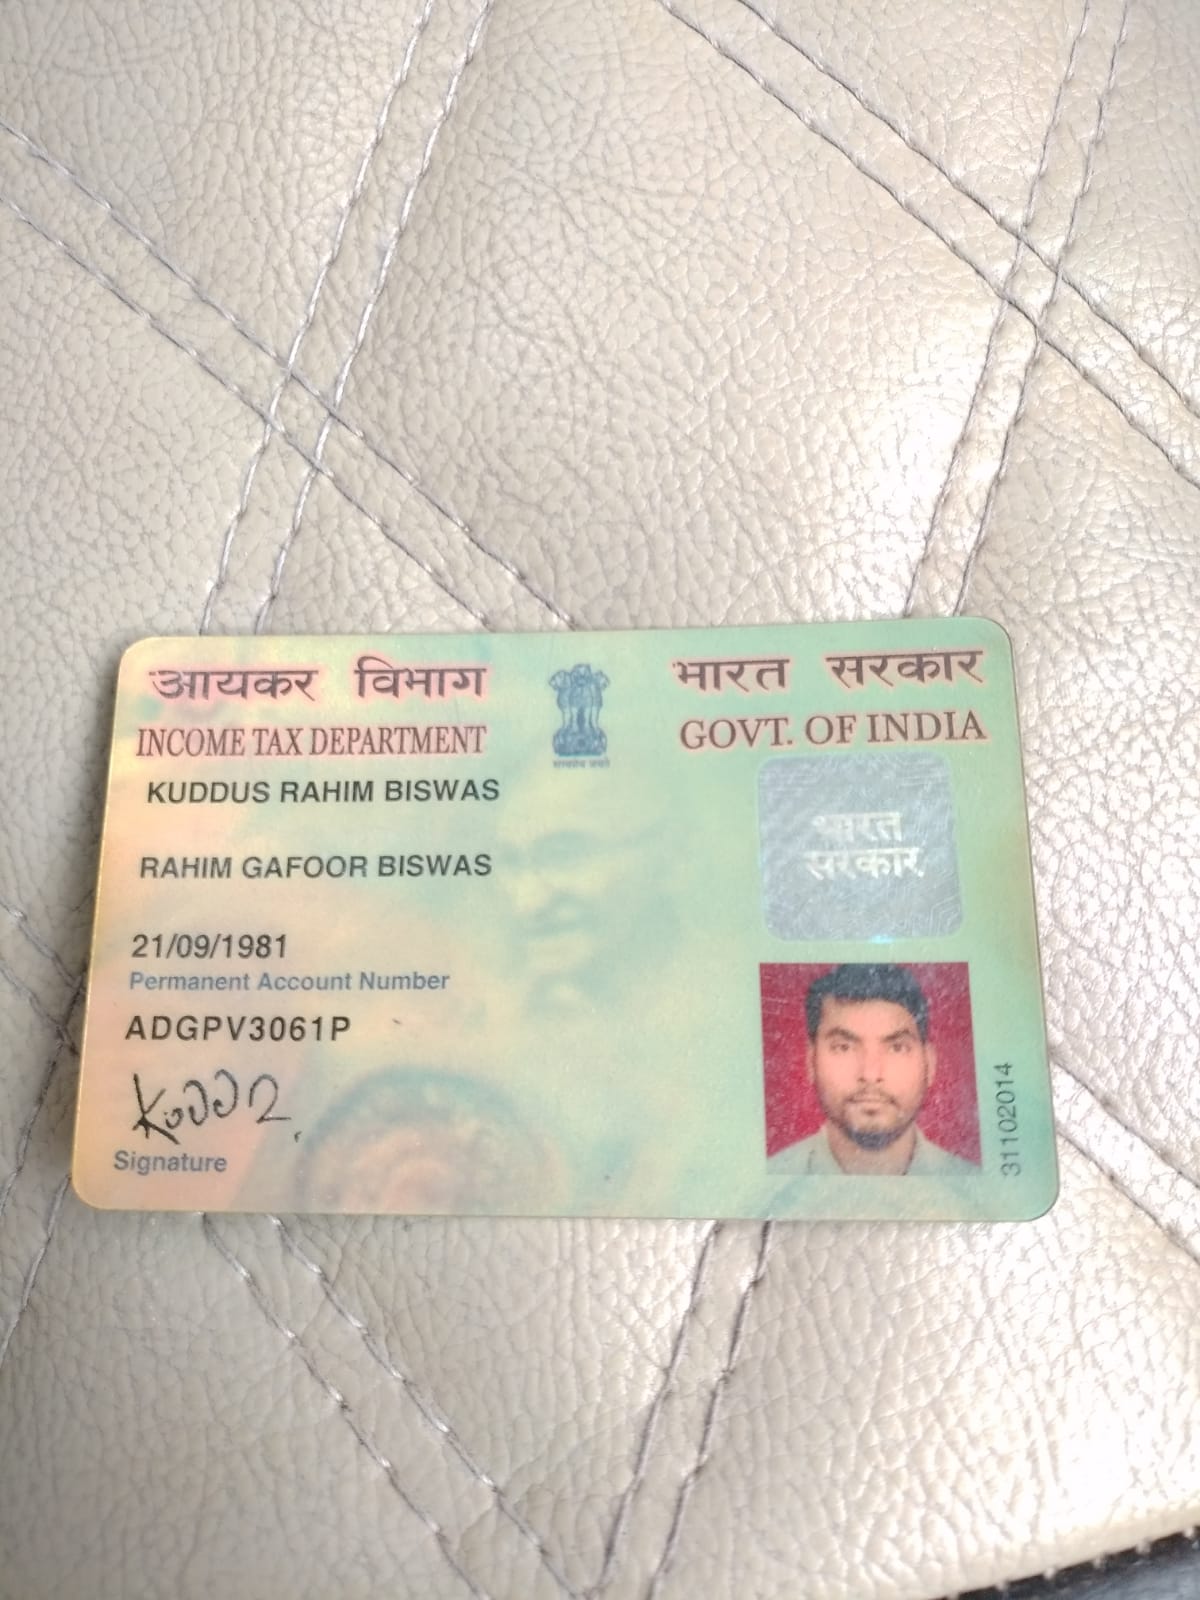 आयकर विभाग
INCOME TAX DEPARTMENT
भारत सरकार
GOVT. OF INDIA
सत्यमेव जयते
KUDDUS RAHIM BISWAS
RAHIM GAFOOR BISWAS
21/09/1981
Permanent Account Number
ADGPV3061P
Signature
भारत
सरकार
31102014